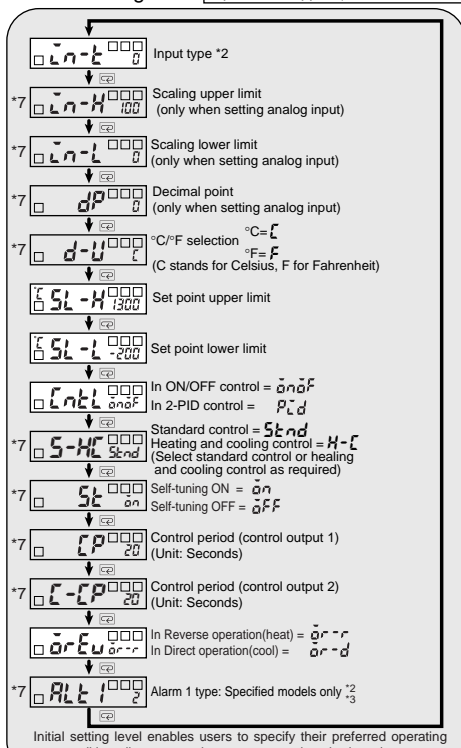 in-t 0 Input type *2
*7 in-H 100 Scaling upper limit
(only when setting analog input)
*7 in-L 0 Scaling lower limit
(only when setting analog input)
*7 dP 0 Decimal point
(only when setting analog input)
*7 d-U C °C/°F selection °C=C
°F=F
(C stands for Celsius, F for Fahrenheit)
°C SL-H 1300 Set point upper limit
°C SL-L -200 Set point lower limit
CntL onoF In ON/OFF control = onoF
In 2-PID control = Pid
*7 S-HC Stnd Standard control = Stnd
Heating and cooling control = H-C
(Select standard control or healing
and cooling control as required)
*7 St on Self-tuning ON = on
Self-tuning OFF = oFF
*7 CP 20 Control period (control output 1)
(Unit: Seconds)
*7 C-CP 20 Control period (control output 2)
(Unit: Seconds)
orEv or-r In Reverse operation(heat) = or-r
In Direct operation(cool) = or-d
*7 ALt1 2 Alarm 1 type: Specified models only *2
*3
Initial setting level enables users to specify their preferred operating